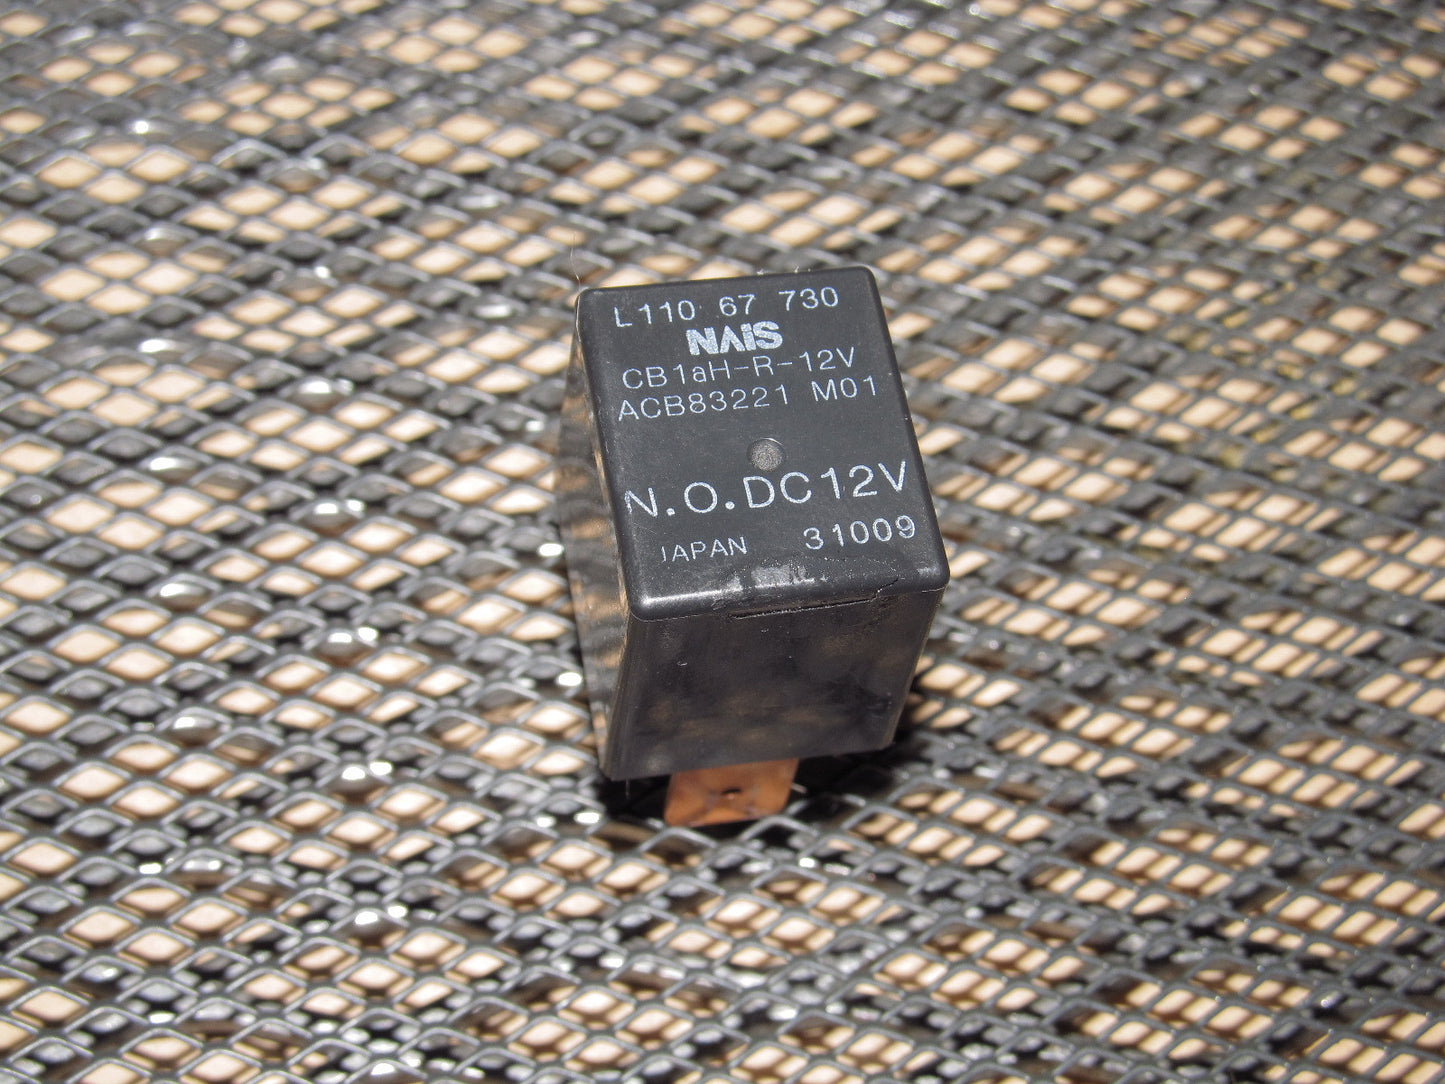 L110 67 730
NAiS
CB1aH-R-12V
ACB83221 M01
N.O.DC12V
JAPAN 31009